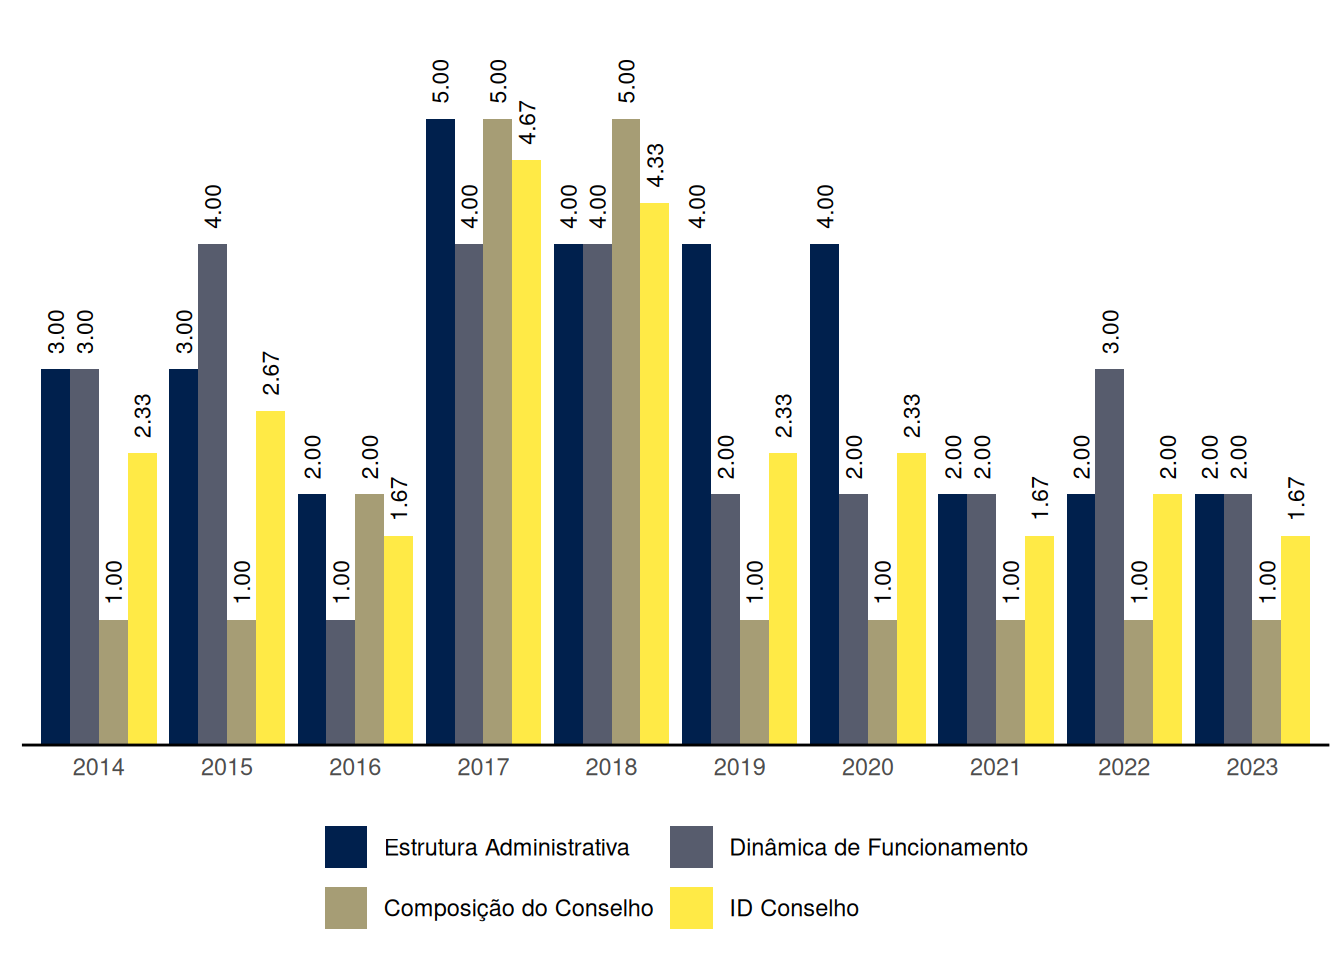 3.00 3.00 1.00 2.33
3.00 4.00 1.00 2.67
2.00 1.00 2.00 1.67
5.00 4.00 5.00 4.67
4.00 4.00 5.00 4.33
4.00 2.00 1.00 2.33
4.00 2.00 1.00 2.33
2.00 2.00 1.00 1.67
2.00 3.00 1.00 2.00
2.00 2.00 1.00 1.67
2014 2015 2016 2017 2018 2019 2020 2021 2022 2023
Estrutura Administrativa Dinâmica de Funcionamento
Composição do Conselho ID Conselho